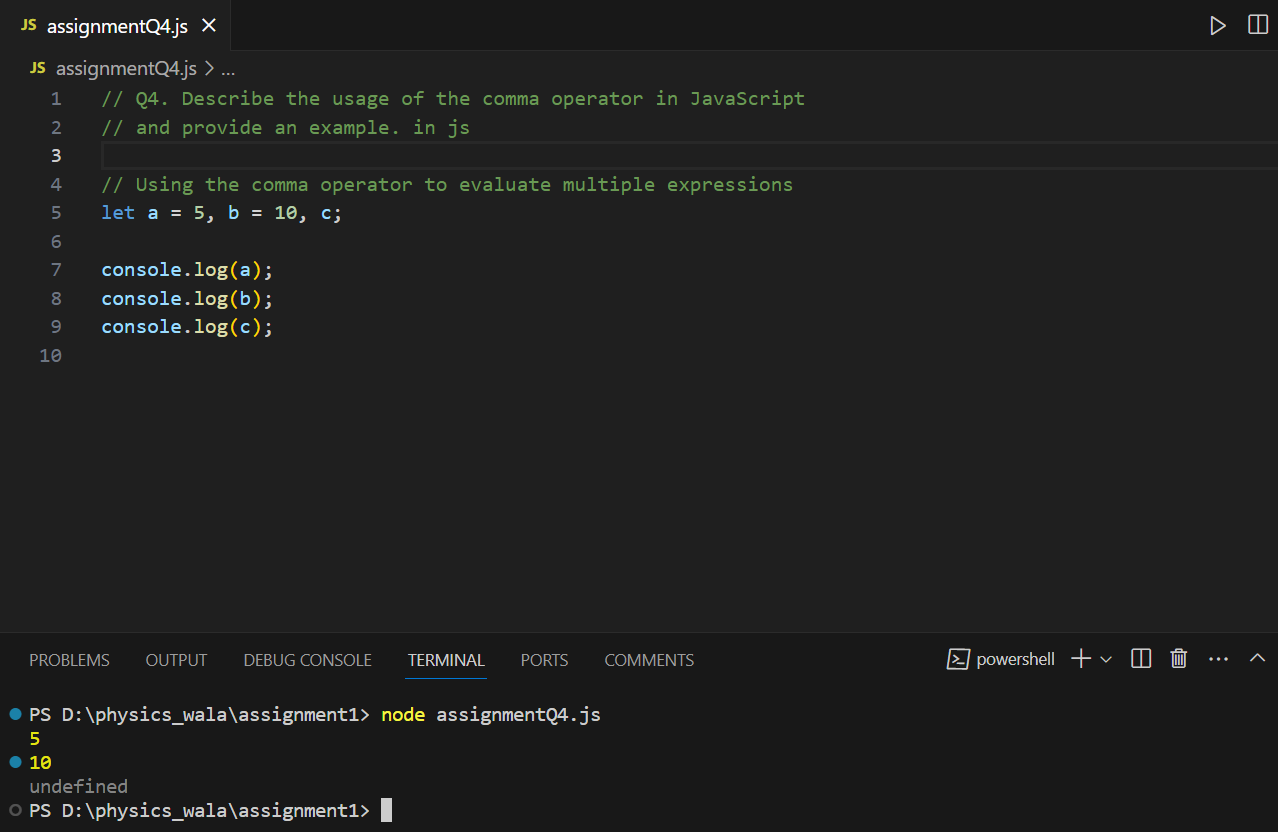 JS assignmentQ4.js
JS assignmentQ4.js > ...
1 // Q4. Describe the usage of the comma operator in JavaScript
2 // and provide an example. in js
3
4 // Using the comma operator to evaluate multiple expressions
5 let a = 5, b = 10, c;
6
7 console.log(a);
8 console.log(b);
9 console.log(c);
10
PROBLEMS OUTPUT DEBUG CONSOLE TERMINAL PORTS COMMENTS powershell
PS D:\physics_wala\assignment1> node assignmentQ4.js
5
10
undefined
PS D:\physics_wala\assignment1>